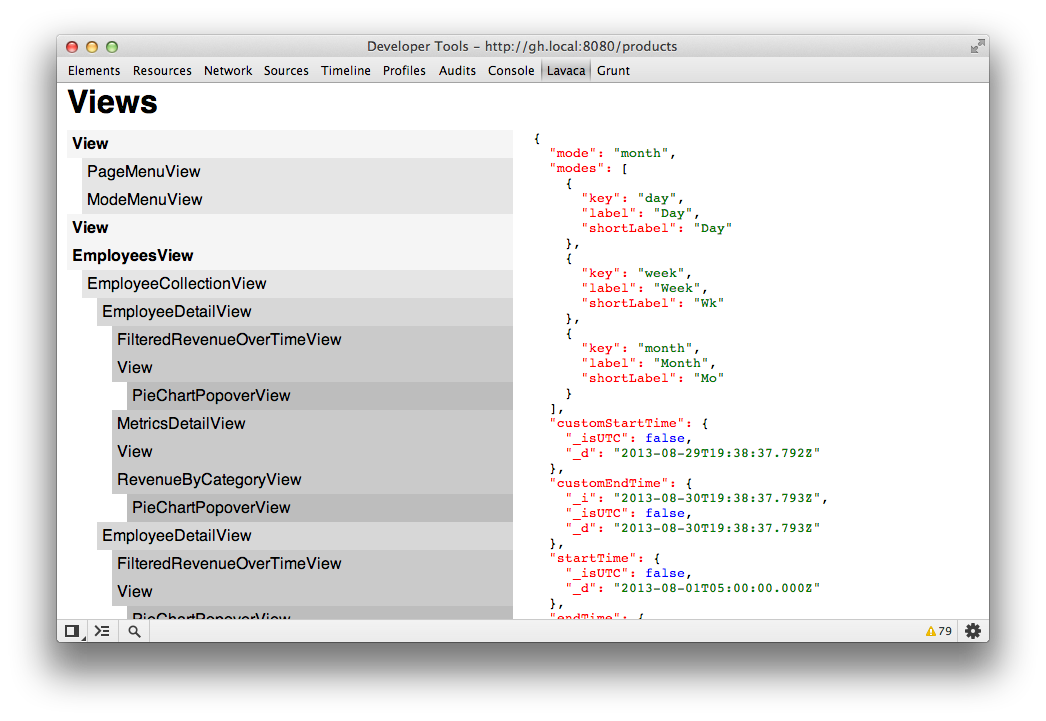 Developer Tools - http://gh.local:8080/products
Elements Resources Network Sources Timeline Profiles Audits Console Lavaca Grunt
Views
View
PageMenuView
ModeMenuView
View
EmployeesView
EmployeeCollectionView
EmployeeDetailView
FilteredRevenueOverTimeView
View
PieChartPopoverView
MetricsDetailView
View
RevenueByCategoryView
PieChartPopoverView
EmployeeDetailView
FilteredRevenueOverTimeView
View
PieChartPopoverView
{
"mode": "month",
"modes": [
{
"key": "day",
"label": "Day",
"shortLabel": "Day"
},
{
"key": "week",
"label": "Week",
"shortLabel": "Wk"
},
{
"key": "month",
"label": "Month",
"shortLabel": "Mo"
}
],
"customStartTime": {
"_isUTC": false,
"_d": "2013-08-29T19:38:37.792Z"
},
"customEndTime": {
"_i": "2013-08-30T19:38:37.793Z",
"_isUTC": false,
"_d": "2013-08-30T19:38:37.793Z"
},
"startTime": {
"_isUTC": false,
"_d": "2013-08-01T05:00:00.000Z"
},
"endTime": {
79